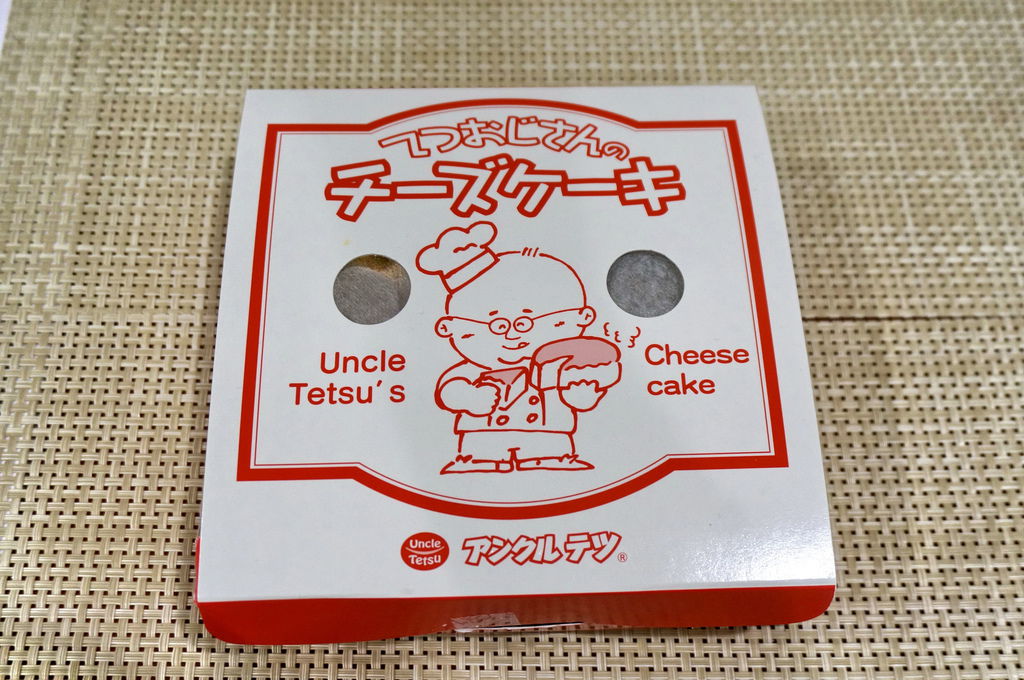 てつおじさんの
チーズケーキ
Uncle
Tetsu's
Cheese
cake
Uncle
Tetsu
アンクルテツ®